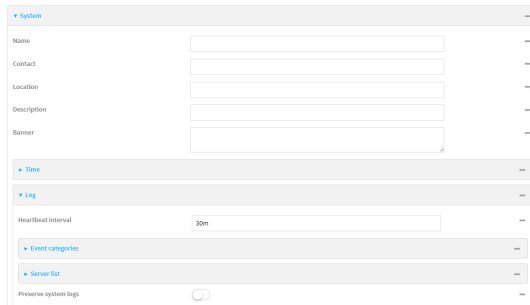 System
Name
Contact
Location
Description
Banner
Time
Log
Heartbeat interval
30m
Event categories
Server list
Preserve system logs